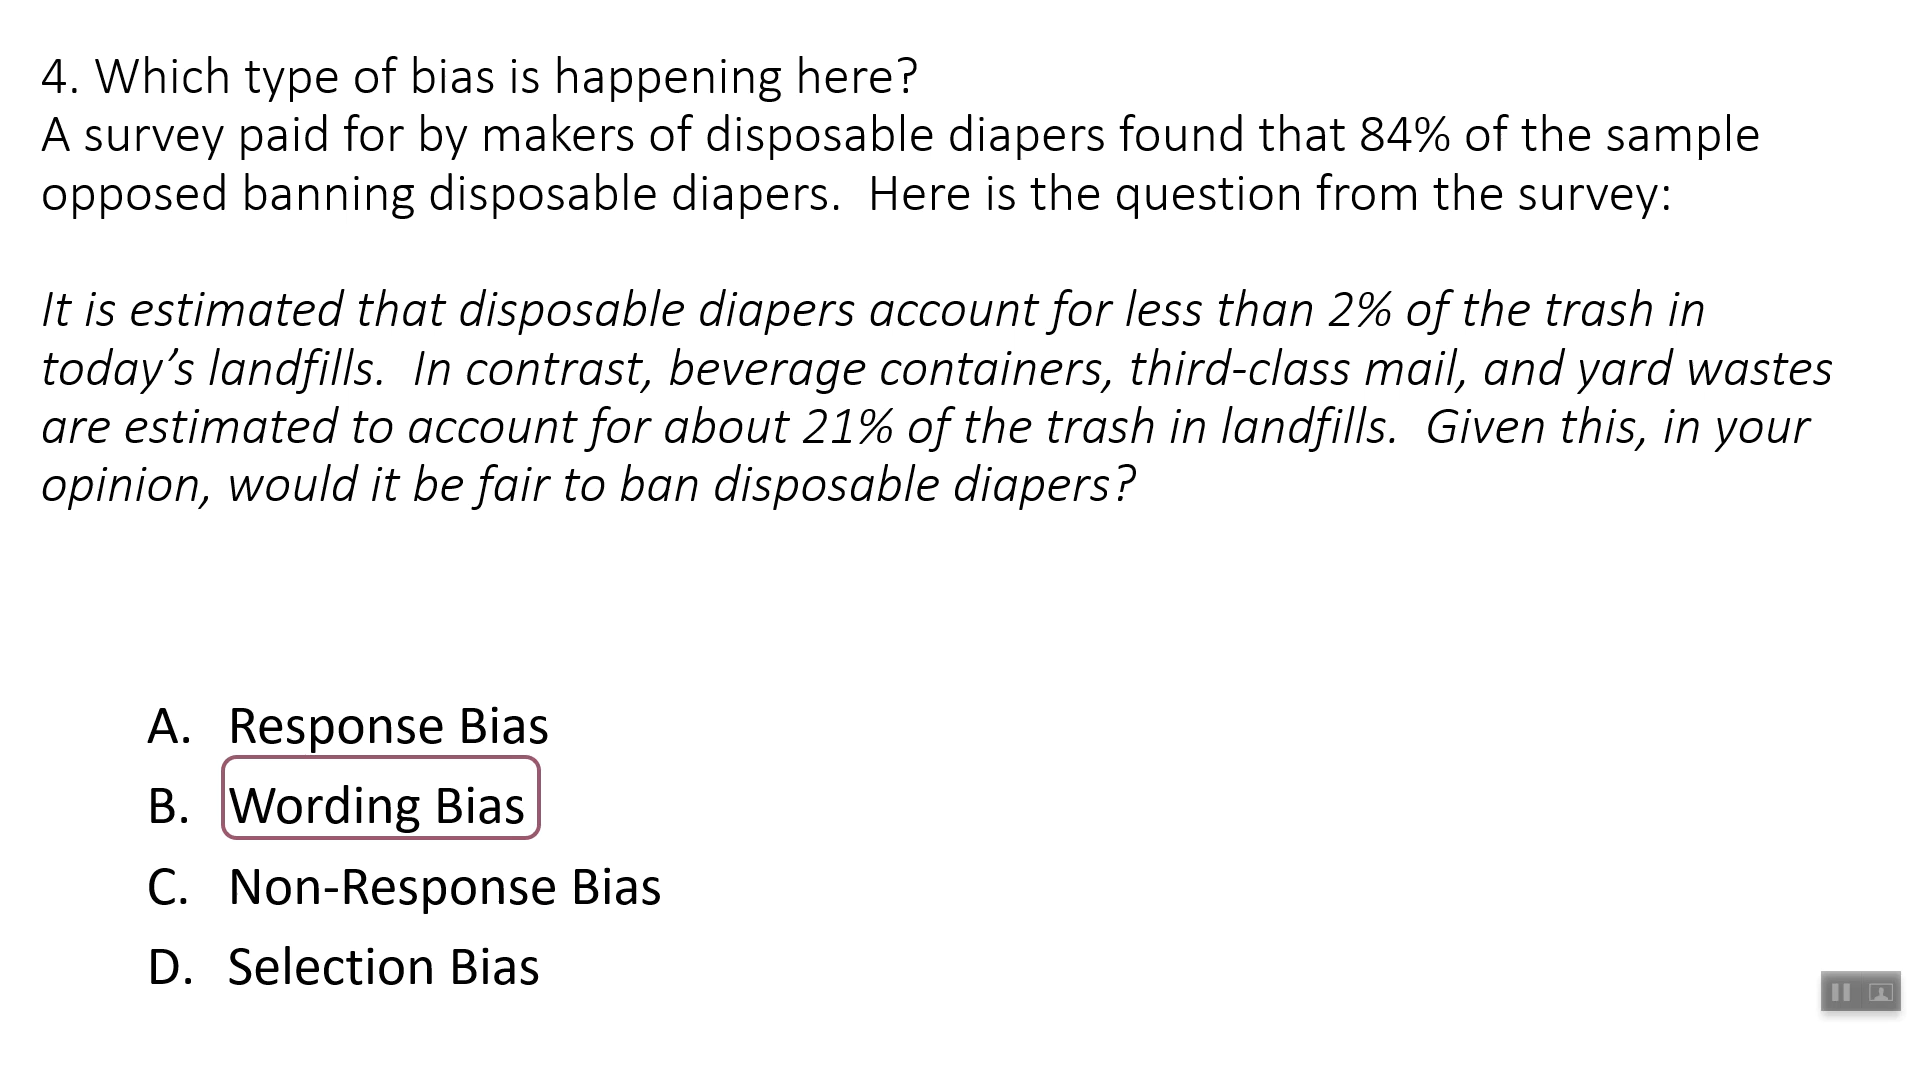 4. Which type of bias is happening here?
A survey paid for by makers of disposable diapers found that 84% of the sample
opposed banning disposable diapers.  Here is the question from the survey:
It is estimated that disposable diapers account for less than 2% of the trash in
today’s landfills.  In contrast, beverage containers, third-class mail, and yard wastes
are estimated to account for about 21% of the trash in landfills.  Given this, in your
opinion, would it be fair to ban disposable diapers?
A. Response Bias
B. Wording Bias
C. Non-Response Bias
D. Selection Bias